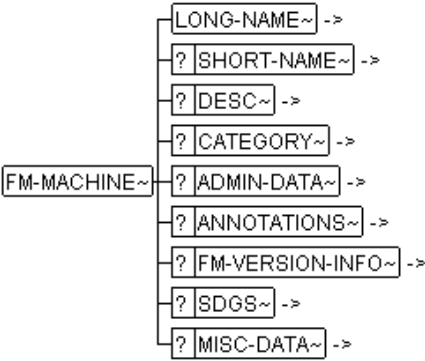 LONG-NAME~ ->
? SHORT-NAME~ ->
? DESC~ ->
? CATEGORY~ ->
FM-MACHINE~ ? ADMIN-DATA~ ->
? ANNOTATIONS~ ->
? FM-VERSION-INFO~ ->
? SDGS~ ->
? MISC-DATA~ ->